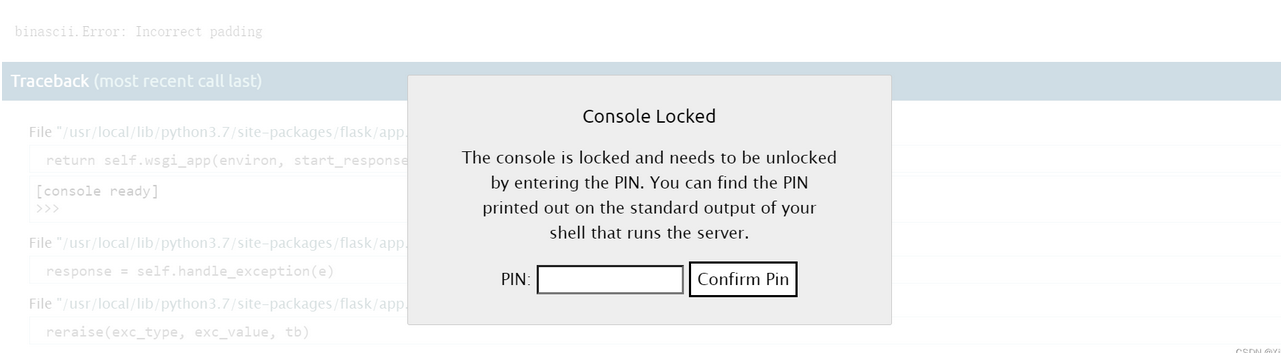 binascii.Error: Incorrect padding
Traceback (most recent call last)
File "/usr/local/lib/python3.7/site-packages/flask/app.
return self.wsgi_app(environ, start_response
[console ready]
>>>
File "/usr/local/lib/python3.7/site-packages/flask/app.
response = self.handle_exception(e)
File "/usr/local/lib/python3.7/site-packages/flask/app.
reraise(exc_type, exc_value, tb)
Console Locked
The console is locked and needs to be unlocked
by entering the PIN. You can find the PIN
printed out on the standard output of your
shell that runs the server.
PIN: Confirm Pin